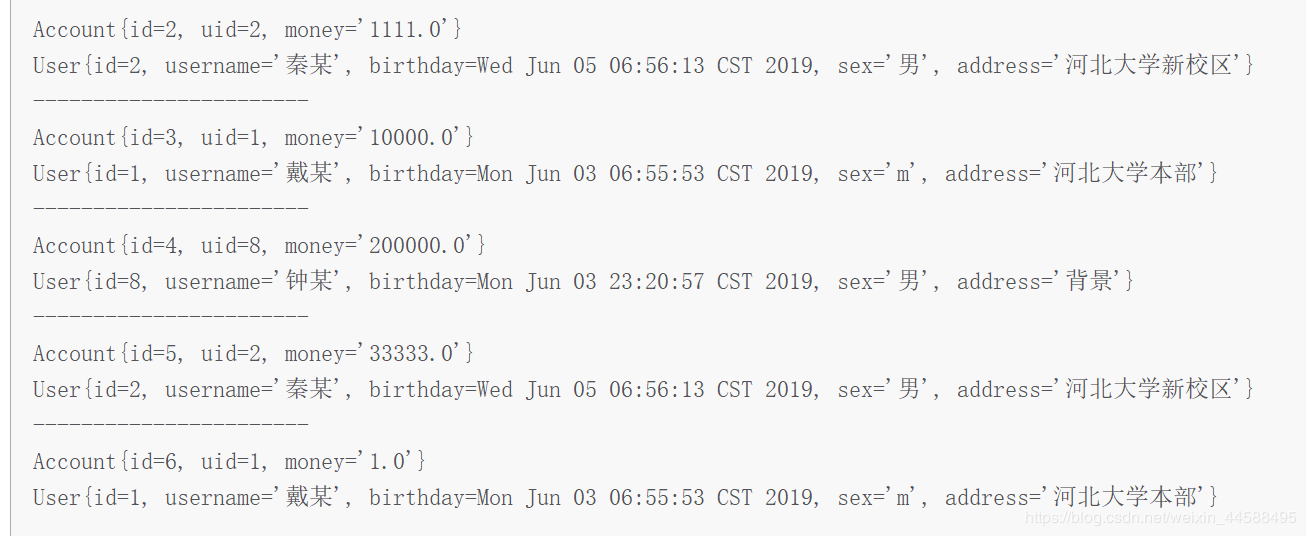 Account{id=2, uid=2, money='1111.0'}
User{id=2, username='秦某', birthday=Wed Jun 05 06:56:13 CST 2019, sex='男', address='河北大学新校区'}
-----------------------
Account{id=3, uid=1, money='10000.0'}
User{id=1, username='戴某', birthday=Mon Jun 03 06:55:53 CST 2019, sex='m', address='河北大学本部'}
-----------------------
Account{id=4, uid=8, money='200000.0'}
User{id=8, username='钟某', birthday=Mon Jun 03 23:20:57 CST 2019, sex='男', address='背景'}
-----------------------
Account{id=5, uid=2, money='33333.0'}
User{id=2, username='秦某', birthday=Wed Jun 05 06:56:13 CST 2019, sex='男', address='河北大学新校区'}
-----------------------
Account{id=6, uid=1, money='1.0'}
User{id=1, username='戴某', birthday=Mon Jun 03 06:55:53 CST 2019, sex='m', address='河北大学本部'}
https://blog.csdn.net/weixin_44588495